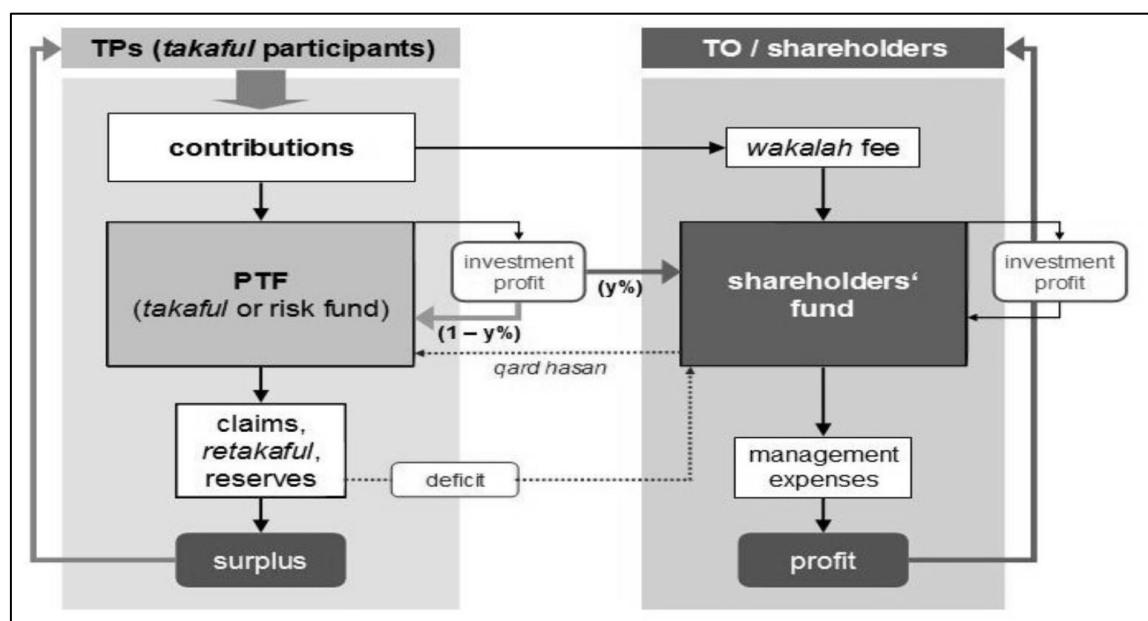 TPs (takaful participants)
TO / shareholders
contributions
wakalah fee
PTF
(takaful or risk fund)
investment
profit
(y%)
(1 – y%)
shareholders‘
fund
investment
profit
qard hasan
claims,
retakaful,
reserves
deficit
management
expenses
surplus
profit